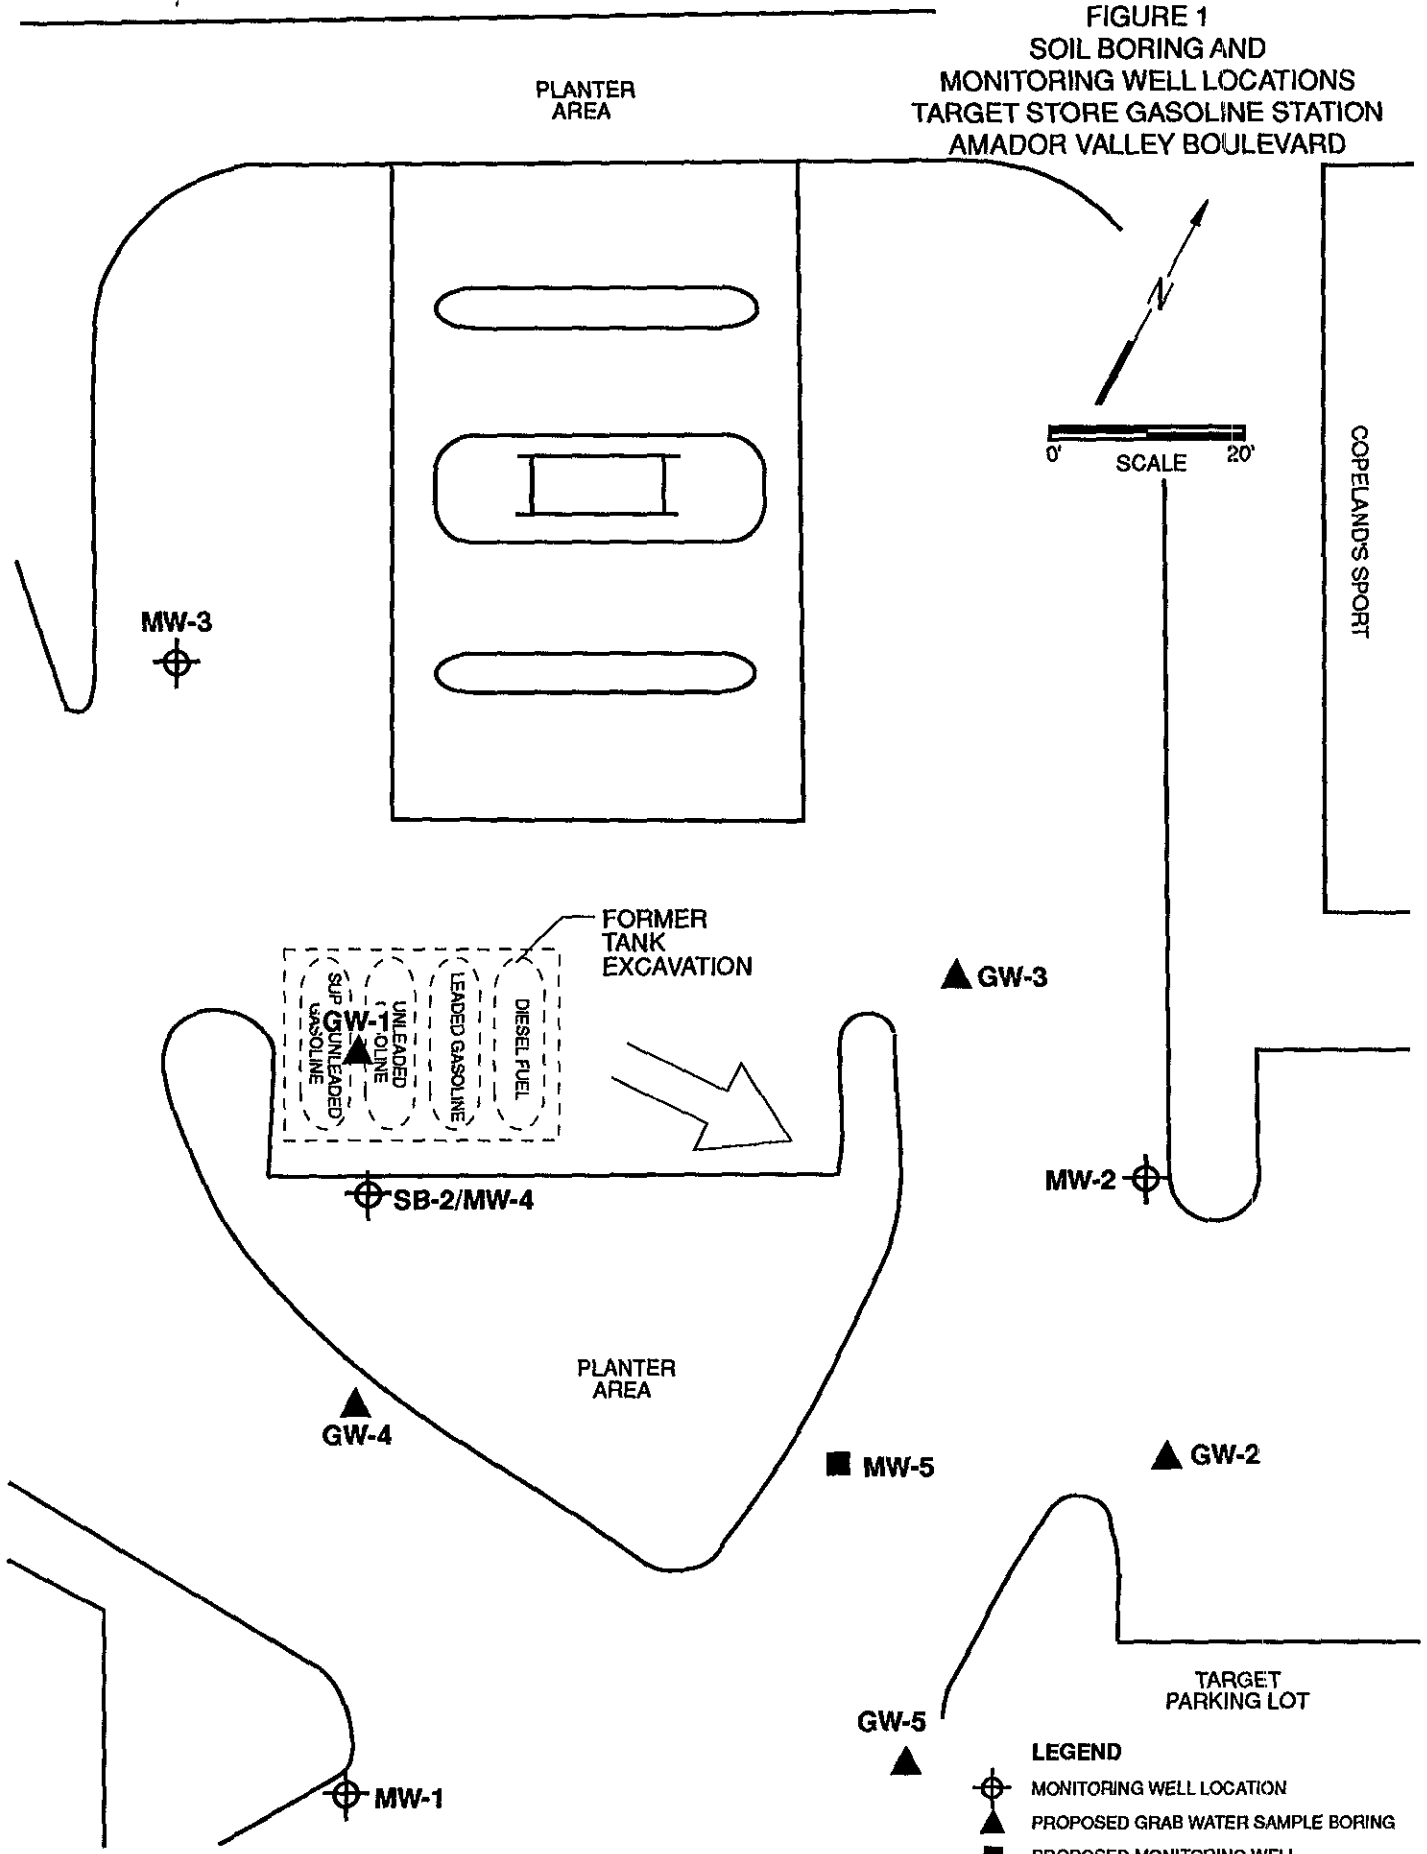 FIGURE 1
SOIL BORING AND
MONITORING WELL LOCATIONS
TARGET STORE GASOLINE STATION
AMADOR VALLEY BOULEVARD
PLANTER
AREA
N
0'
20'
SCALE
COPELAND'S SPORT
MW-3
FORMER
TANK
EXCAVATION
SUP UNLEADED
GASOLINE
GW-1
UNLEADED
OLINE
LEADED GASOLINE
DIESEL FUEL
GW-3
MW-2
SB-2/MW-4
PLANTER
AREA
GW-4
MW-5
GW-2
TARGET
PARKING LOT
GW-5
MW-1
LEGEND
MONITORING WELL LOCATION
PROPOSED GRAB WATER SAMPLE BORING
PROPOSED MONITORING WELL